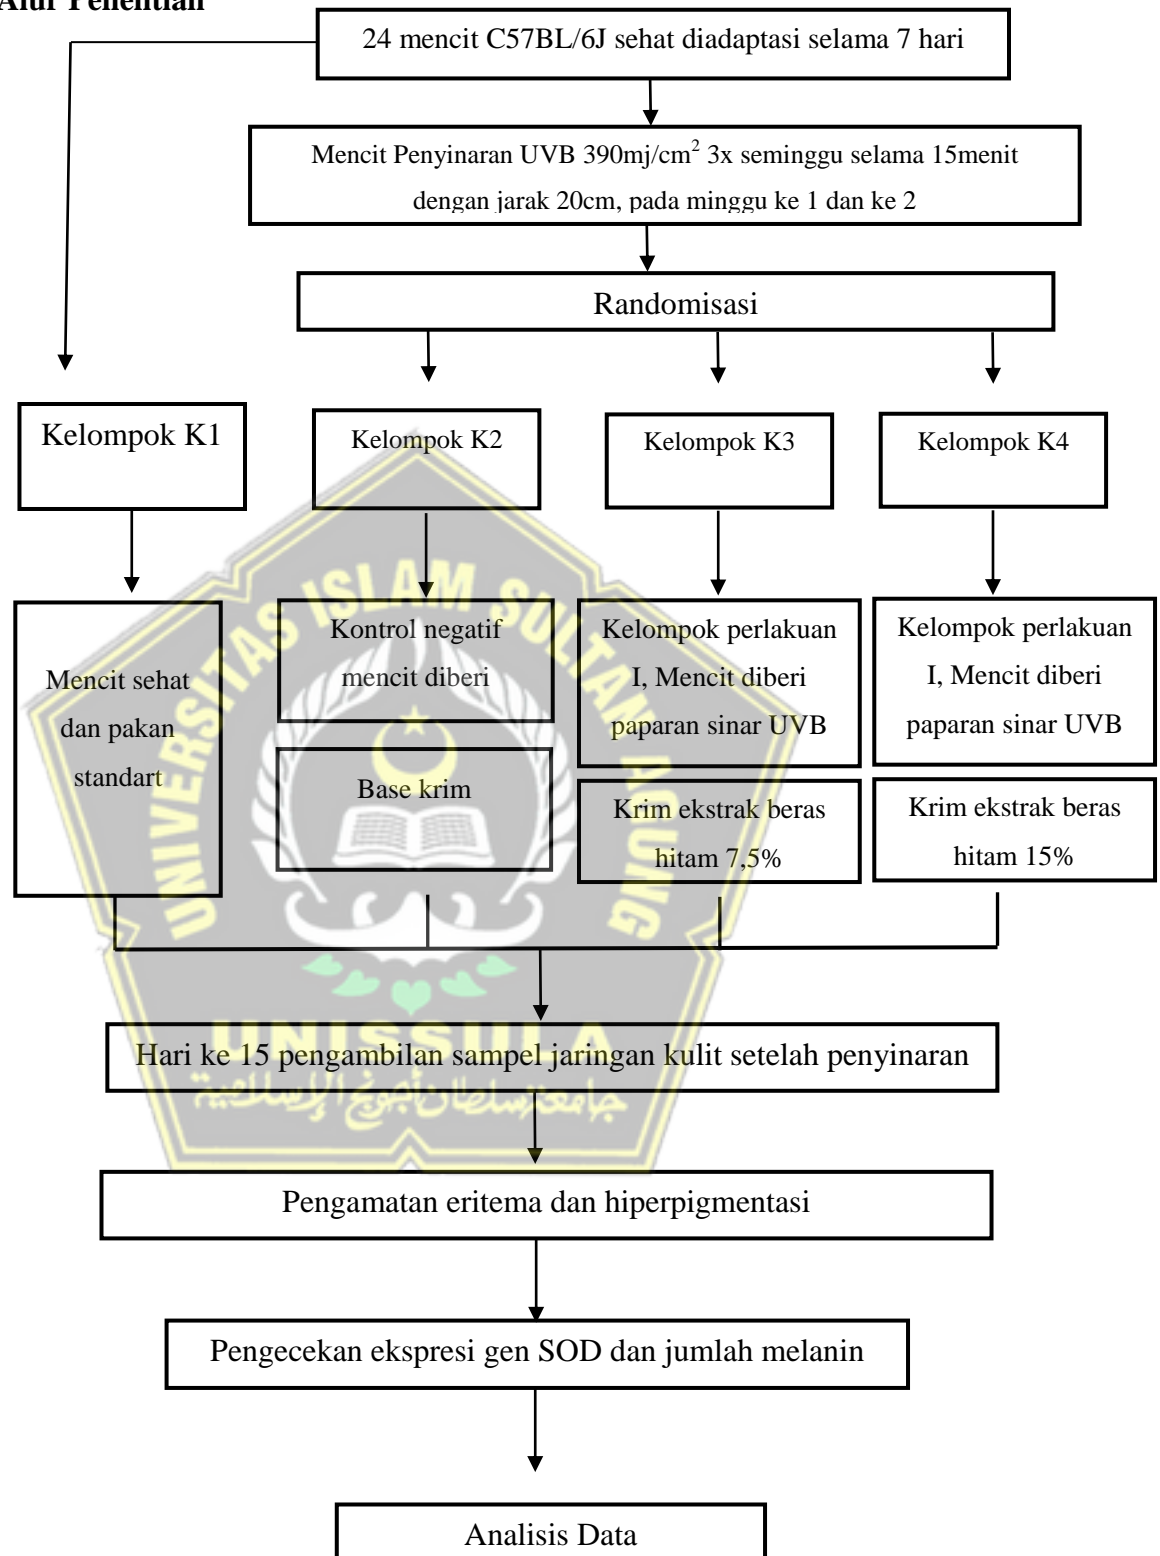 Alur Penelitian
24 mencit C57BL/6J sehat diadaptasi selama 7 hari
Mencit Penyinaran UVB 390mj/cm² 3x seminggu selama 15menit
dengan jarak 20cm, pada minggu ke 1 dan ke 2
Randomisasi
Kelompok K1
Kelompok K2
Kelompok K3
Kelompok K4
Mencit sehat
dan pakan
standart
Kontrol negatif
mencit diberi
Base krim
Kelompok perlakuan
I, Mencit diberi
paparan sinar UVB
Krim ekstrak beras
hitam 7,5%
Kelompok perlakuan
I, Mencit diberi
paparan sinar UVB
Krim ekstrak beras
hitam 15%
UNIVERSITAS ISLAM SULTAN AGUNG
UNISSULA
جامعة سلطان أجونج الإسلامية
Hari ke 15 pengambilan sampel jaringan kulit setelah penyinaran
Pengamatan eritema dan hiperpigmentasi
Pengecekan ekspresi gen SOD dan jumlah melanin
Analisis Data